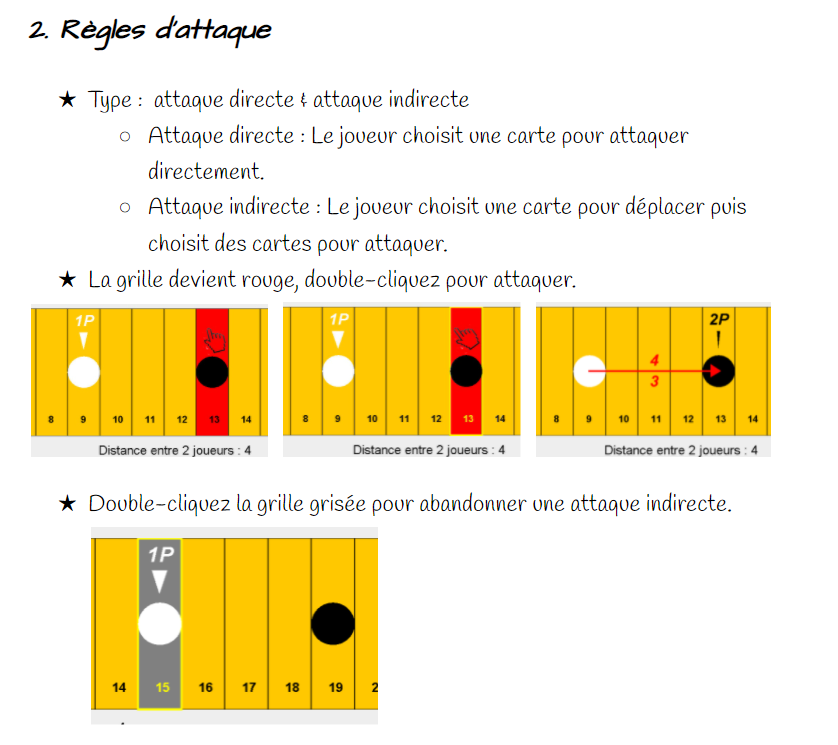 2. Règles d'attaque
★ Type : attaque directe & attaque indirecte
○ Attaque directe : Le joueur choisit une carte pour attaquer
directement.
○ Attaque indirecte : Le joueur choisit une carte pour déplacer puis
choisit des cartes pour attaquer.
★ La grille devient rouge, double-cliquez pour attaquer.
1P
8 9 10 11 12 13 14
Distance entre 2 joueurs : 4
1P
8 9 10 11 12 13 14
Distance entre 2 joueurs : 4
2P
4
3
8 9 10 11 12 13 14
Distance entre 2 joueurs : 4
★ Double-cliquez la grille grisée pour abandonner une attaque indirecte.
1P
14 15 16 17 18 19 2